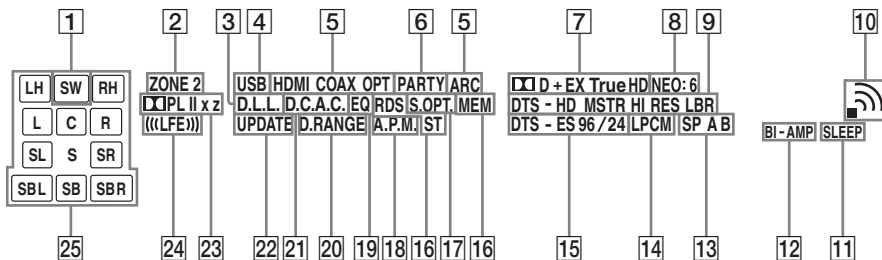 1 2 3 4 5 6 5 7 8 9 10
LH SW RH ZONE 2 USB HDMI COAX OPT PARTY ARC D + EX True HD NEO: 6
PL II x z D.L.L. D.C.A.C. EQ RDS S.OPT. MEM DTS - HD MSTR HI RES LBR
L C R (((LFE))) UPDATE D.RANGE A.P.M. ST DTS - ES 96 / 24 LPCM SP A B
BI - AMP SLEEP
SL S SR
SBL SB SBR
25 24 23 22 21 20 19 18 16 17 16 15 14 13 12 11